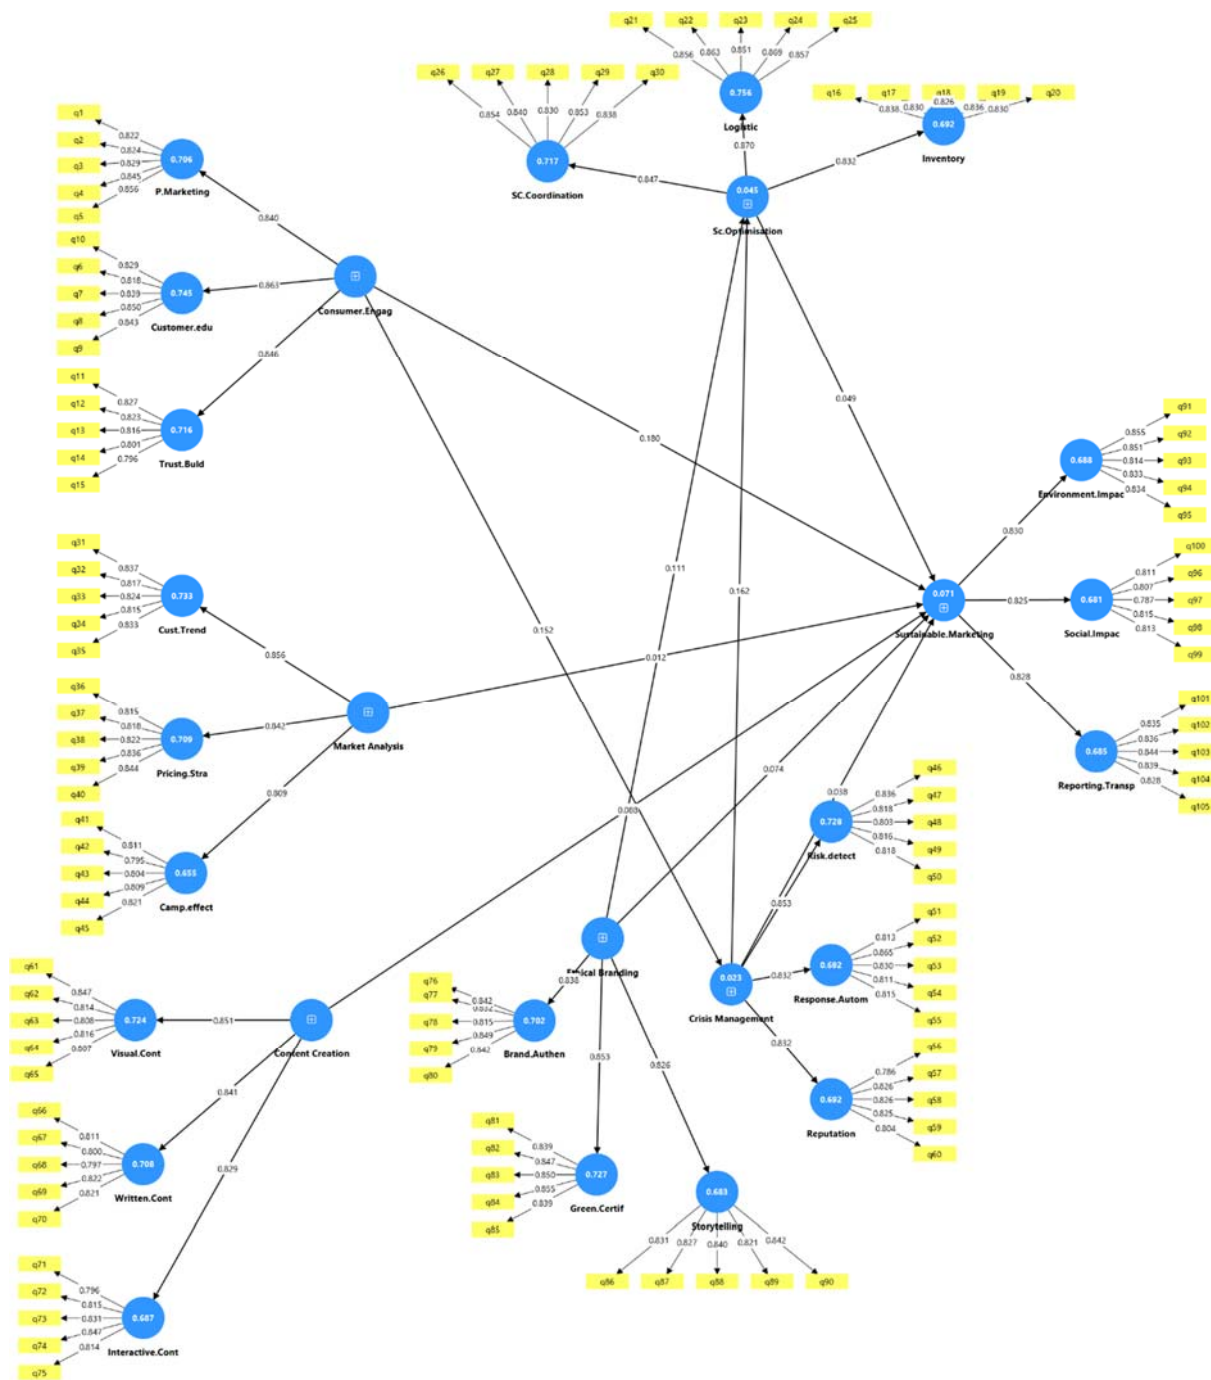 q21
q22
q23
q24
q25
0.856
0.863
0.851
0.869
0.857
0.756
Logistic
q26
q27
q28
q29
q30
0.854
0.840
0.830
0.853
0.838
0.717
SC.Coordination
q16
q17
q18
q19
q20
0.838
0.830
0.826
0.836
0.830
0.692
Inventory
0.847
0.870
0.832
0.045
Sc.Optimisation
q1
q2
q3
q4
q5
0.822
0.824
0.829
0.845
0.856
0.706
P.Marketing
q10
q6
q7
q8
q9
0.829
0.818
0.839
0.850
0.843
0.745
Customer.edu
q11
q12
q13
q14
q15
0.827
0.823
0.816
0.801
0.796
0.716
Trust.Buld
0.840
0.863
0.846
Consumer.Engag
0.180
0.152
0.111
0.162
0.049
q31
q32
q33
q34
q35
0.837
0.817
0.824
0.815
0.833
0.733
Cust.Trend
q36
q37
q38
q39
q40
0.815
0.818
0.822
0.836
0.844
0.709
Pricing.Stra
q41
q42
q43
q44
q45
0.811
0.795
0.804
0.809
0.821
0.655
Camp.effect
0.856
0.842
0.809
Market Analysis
0.012
0.074
0.038
0.071
Sustainable.Marketing
0.830
0.825
0.828
q91
q92
q93
q94
q95
0.855
0.851
0.814
0.833
0.834
0.688
Environment.Impac
q100
q96
q97
q98
q99
0.811
0.807
0.787
0.815
0.813
0.681
Social.Impac
q101
q102
q103
q104
q105
0.835
0.836
0.844
0.839
0.828
0.685
Reporting.Transp
q46
q47
q48
q49
q50
0.836
0.818
0.803
0.816
0.818
0.728
Risk.detect
q51
q52
q53
q54
q55
0.813
0.865
0.830
0.811
0.815
0.692
Response.Autom
q57
q58
q59
q60
0.786
0.826
0.826
0.825
0.804
0.692
Reputation
0.853
0.832
0.832
0.023
Crisis Management
q61
q62
q63
q64
q65
0.847
0.814
0.808
0.816
0.807
0.724
Visual.Cont
q66
q67
q68
q69
q70
0.811
0.800
0.797
0.822
0.821
0.708
Written.Cont
q71
q72
q73
q74
q75
0.796
0.815
0.831
0.847
0.814
0.687
Interactive.Cont
0.851
0.841
0.829
Content Creation
q76
q77
q78
q79
q80
0.842
0.815
0.849
0.842
0.702
Brand.Authen
q81
q82
q83
q84
q85
0.839
0.847
0.850
0.855
0.839
0.727
Green.Certif
q86
q87
q88
q89
q90
0.831
0.827
0.840
0.821
0.842
0.683
Storytelling
0.838
0.853
0.826
Branding